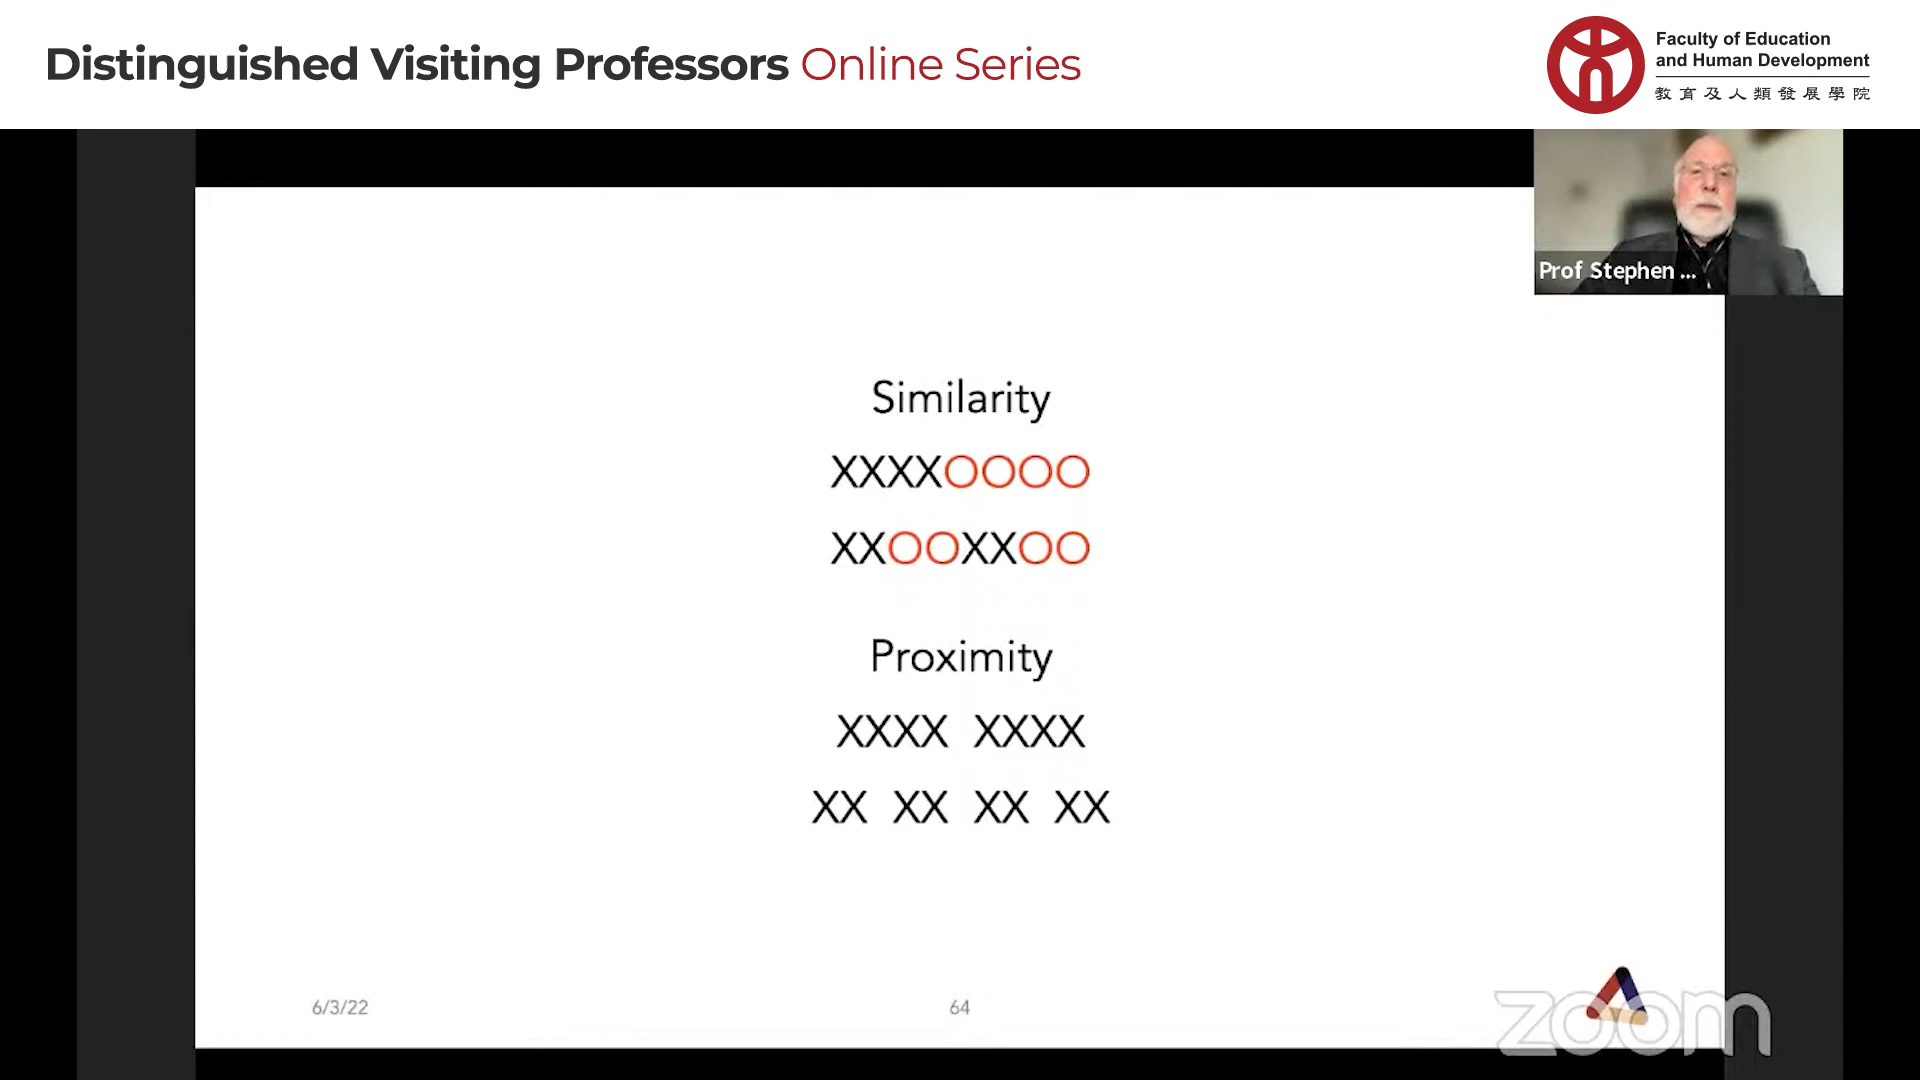 Distinguished Visiting Professors Online Series
Faculty of Education
and Human Development
教育及人類發展學院
Prof Stephen ...
Similarity
XXXXOOOO
XXOOXXOO
Proximity
XXXX XXXX
XX XX XX XX
6/3/22
64
zoom